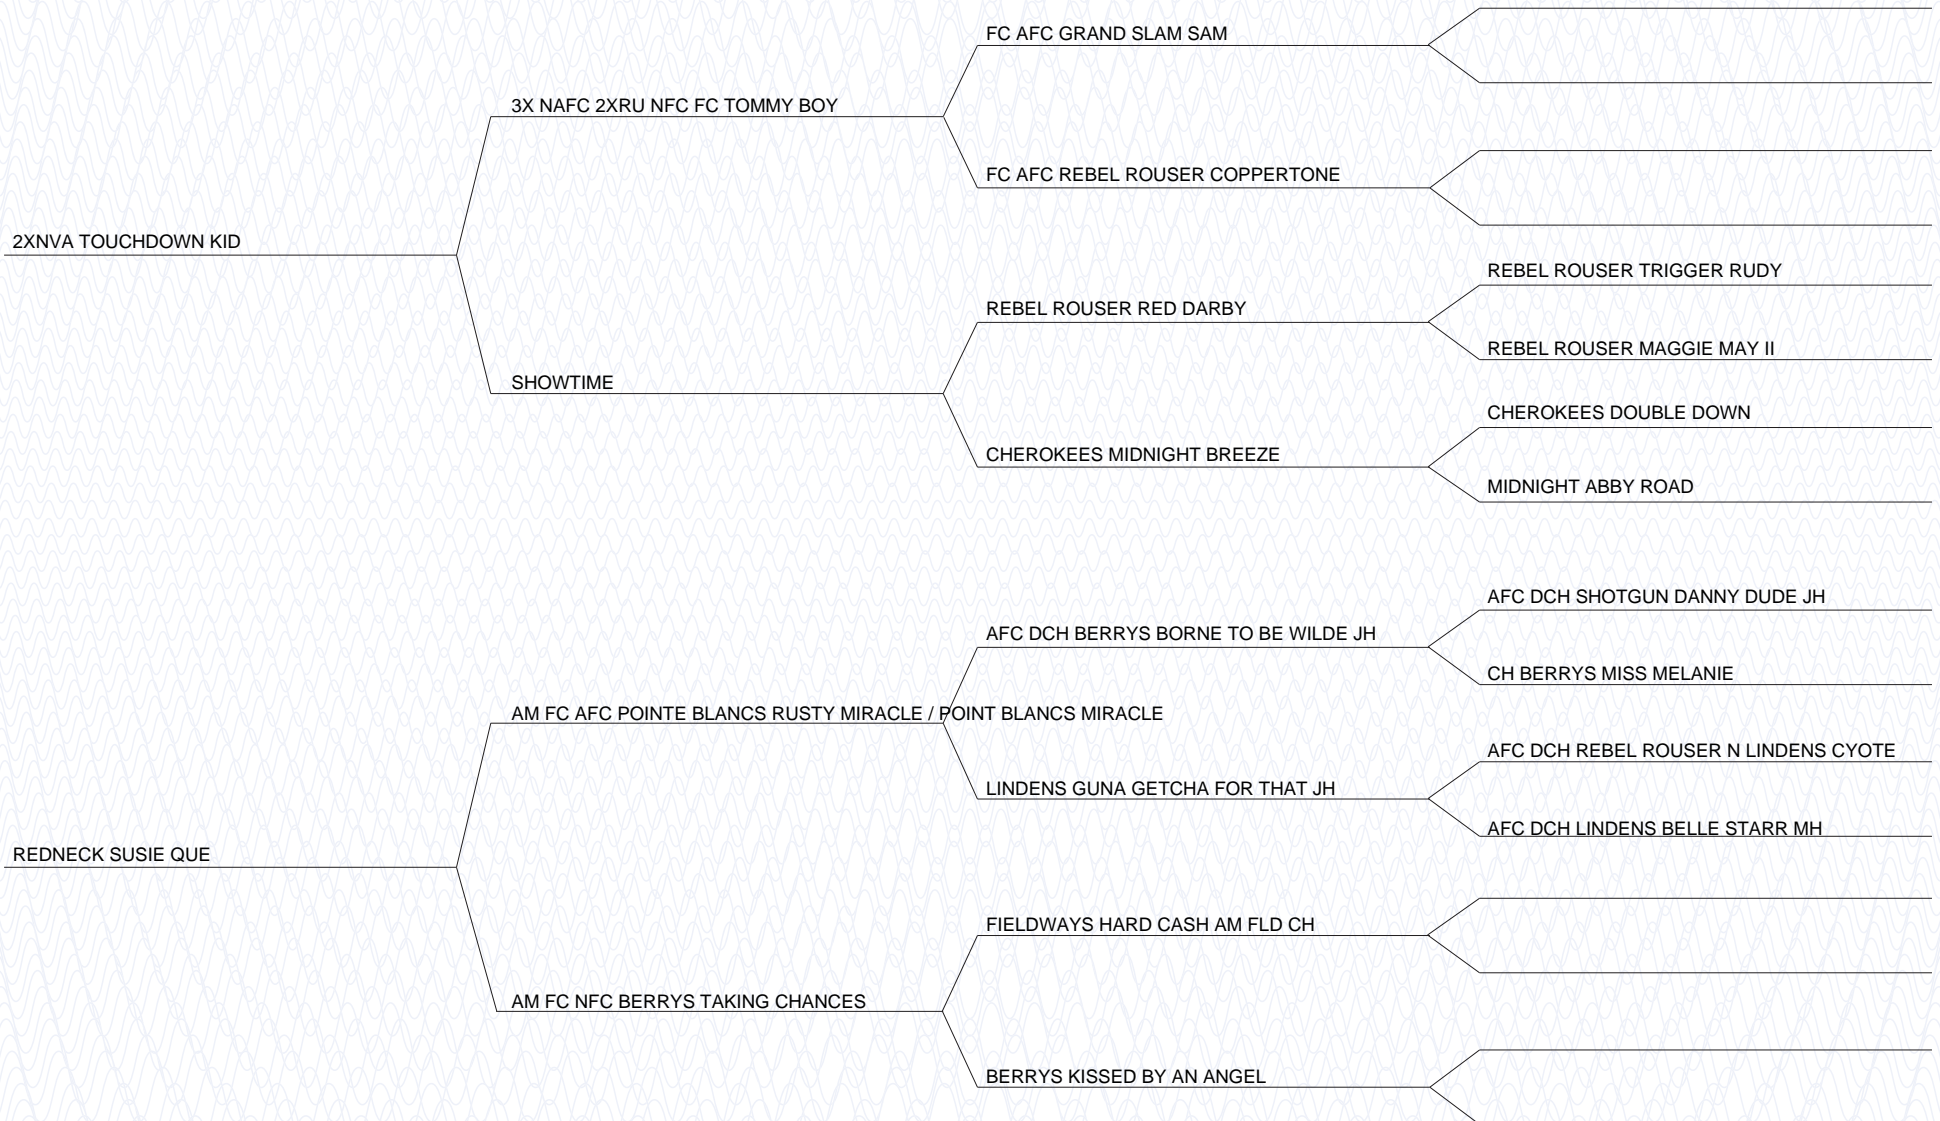 FC AFC GRAND SLAM SAM
3X NAFC 2XRU NFC FC TOMMY BOY
FC AFC REBEL ROUSER COPPERTONE
2XNVA TOUCHDOWN KID
REBEL ROUSER TRIGGER RUDY
REBEL ROUSER RED DARBY
REBEL ROUSER MAGGIE MAY II
SHOWTIME
CHEROKEES DOUBLE DOWN
CHEROKEES MIDNIGHT BREEZE
MIDNIGHT ABBY ROAD
AFC DCH SHOTGUN DANNY DUDE JH
AFC DCH BERRYS BORNE TO BE WILDE JH
CH BERRYS MISS MELANIE
AM FC AFC POINTE BLANCS RUSTY MIRACLE / POINT BLANCS MIRACLE
AFC DCH REBEL ROUSER N LINDENS CYOTE
LINDENS GUNA GETCHA FOR THAT JH
AFC DCH LINDENS BELLE STARR MH
REDNECK SUSIE QUE
FIELDWAYS HARD CASH AM FLD CH
AM FC NFC BERRYS TAKING CHANCES
BERRYS KISSED BY AN ANGEL